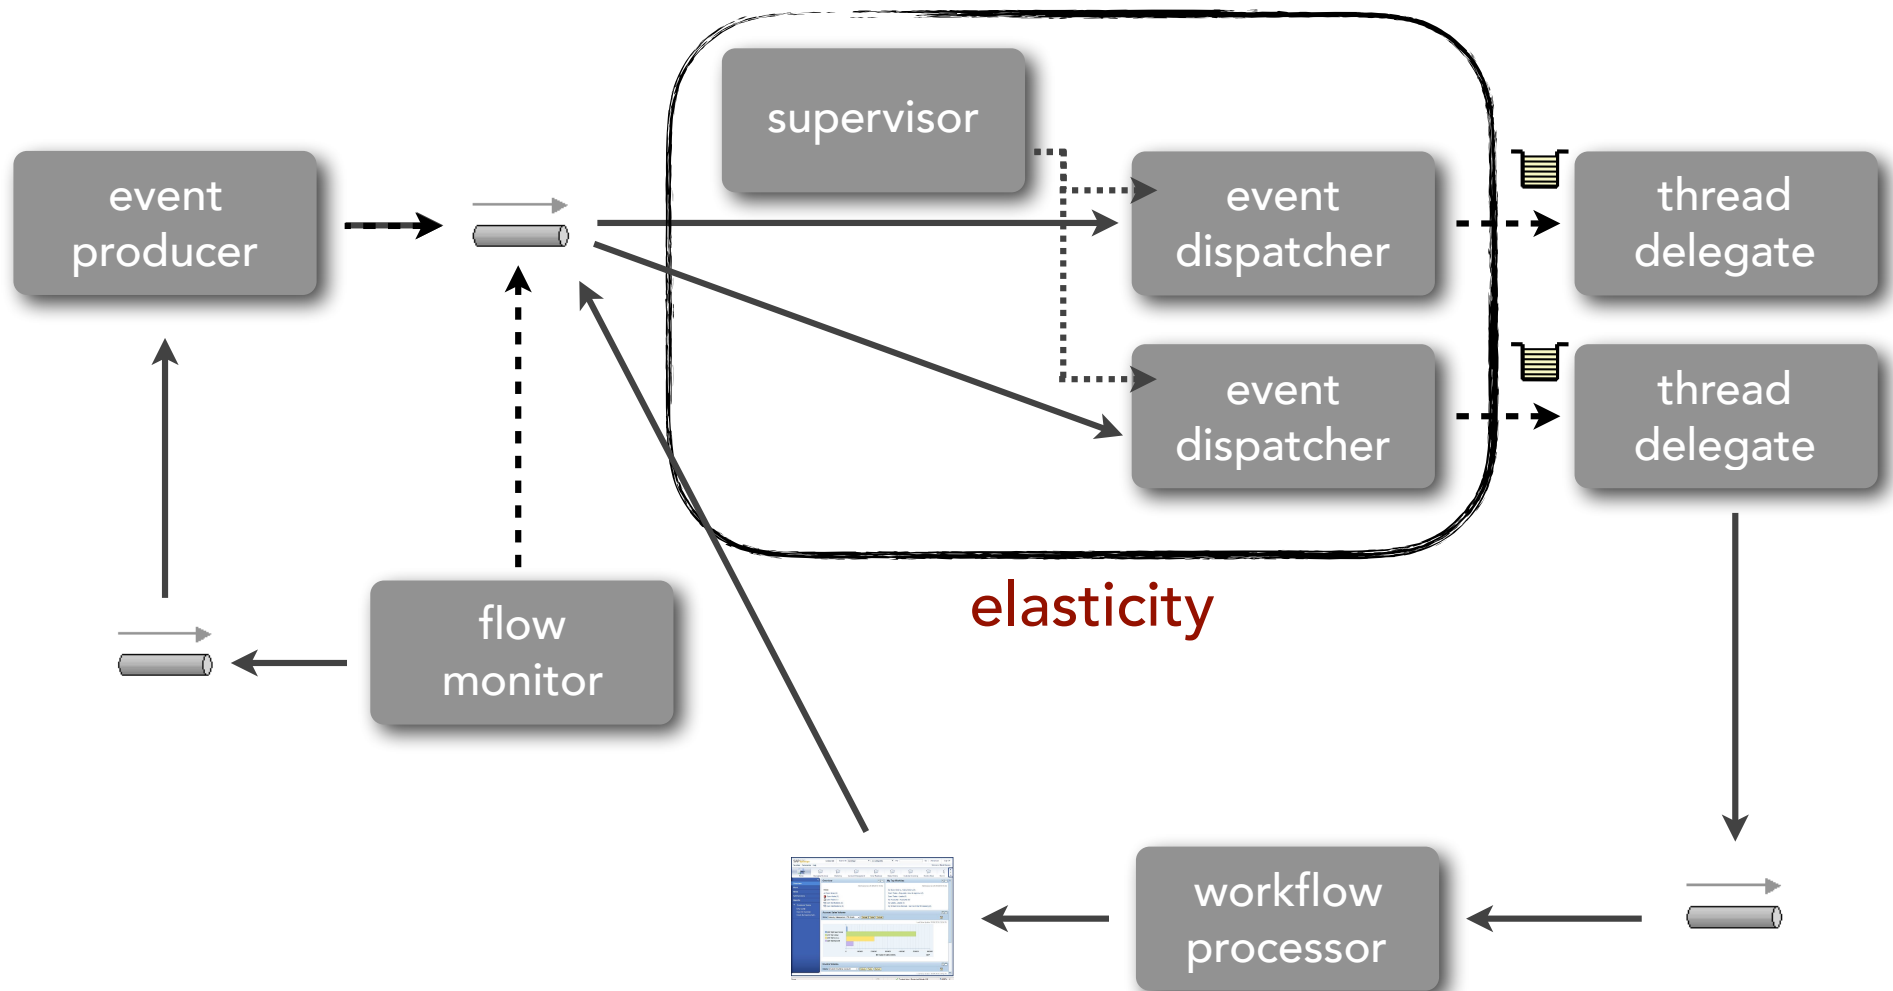 supervisor
event
producer
event
dispatcher
thread
delegate
event
dispatcher
thread
delegate
elasticity
flow
monitor
workflow
processor